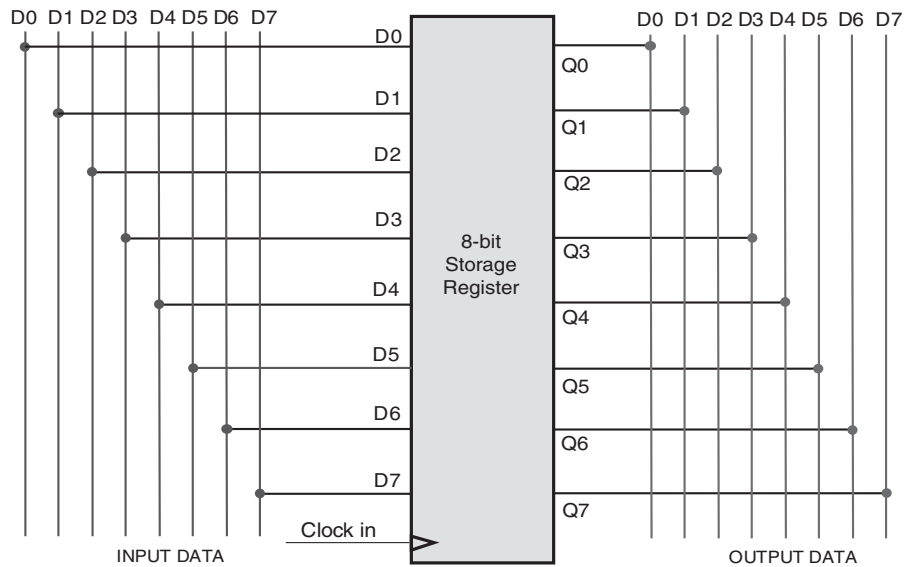 D0 D1 D2 D3 D4 D5 D6 D7
D0 D1 D2 D3 D4 D5 D6 D7
D0
Q0
D1
Q1
D2
Q2
D3
Q3
8-bit
Storage
Register
D4
Q4
D5
Q5
D6
Q6
D7
Q7
Clock in
INPUT DATA
OUTPUT DATA